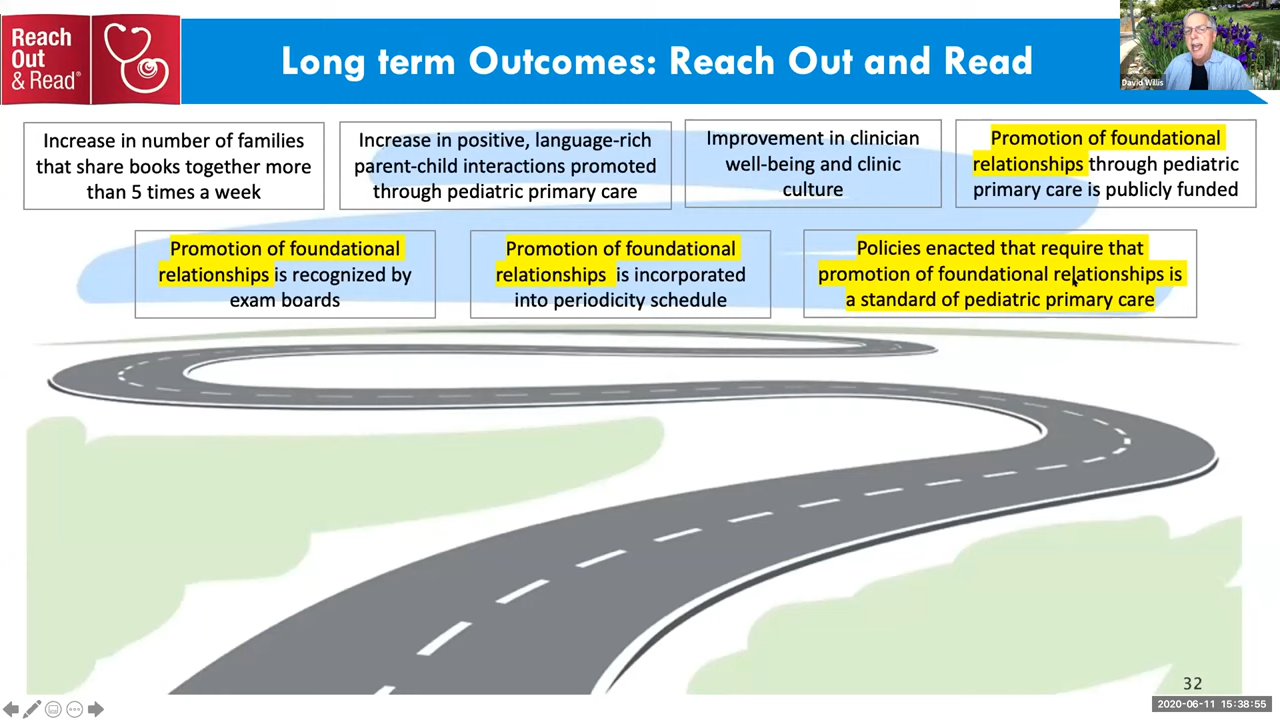 Reach
Out
& Read®
Long term Outcomes: Reach Out and Read
David Willis
Increase in number of families
that share books together more
than 5 times a week
Increase in positive, language-rich
parent-child interactions promoted
through pediatric primary care
Improvement in clinician
well-being and clinic
culture
Promotion of foundational
relationships through pediatric
primary care is publicly funded
Promotion of foundational
relationships is recognized by
exam boards
Promotion of foundational
relationships is incorporated
into periodicity schedule
Policies enacted that require that
promotion of foundational relationships is
a standard of pediatric primary care
32
2020-06-11 15:38:55